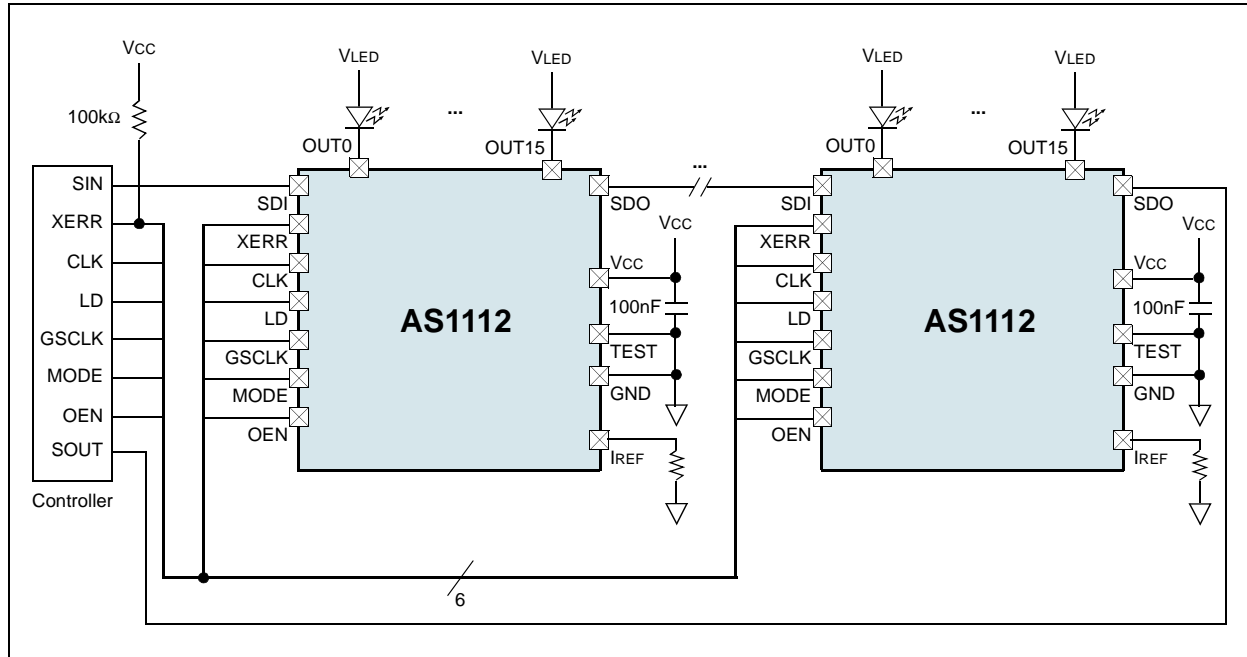 VCC
100kΩ
SIN
XERR
CLK
LD
GSCLK
MODE
OEN
SOUT
Controller
VLED
...
VLED
OUT0
OUT15
SDI
XERR
CLK
LD
GSCLK
MODE
OEN
AS1112
SDO
VCC
VCC
100nF
TEST
GND
IREF
...
6
VLED
...
VLED
OUT0
OUT15
SDI
XERR
CLK
LD
GSCLK
MODE
OEN
AS1112
SDO
VCC
VCC
100nF
TEST
GND
IREF